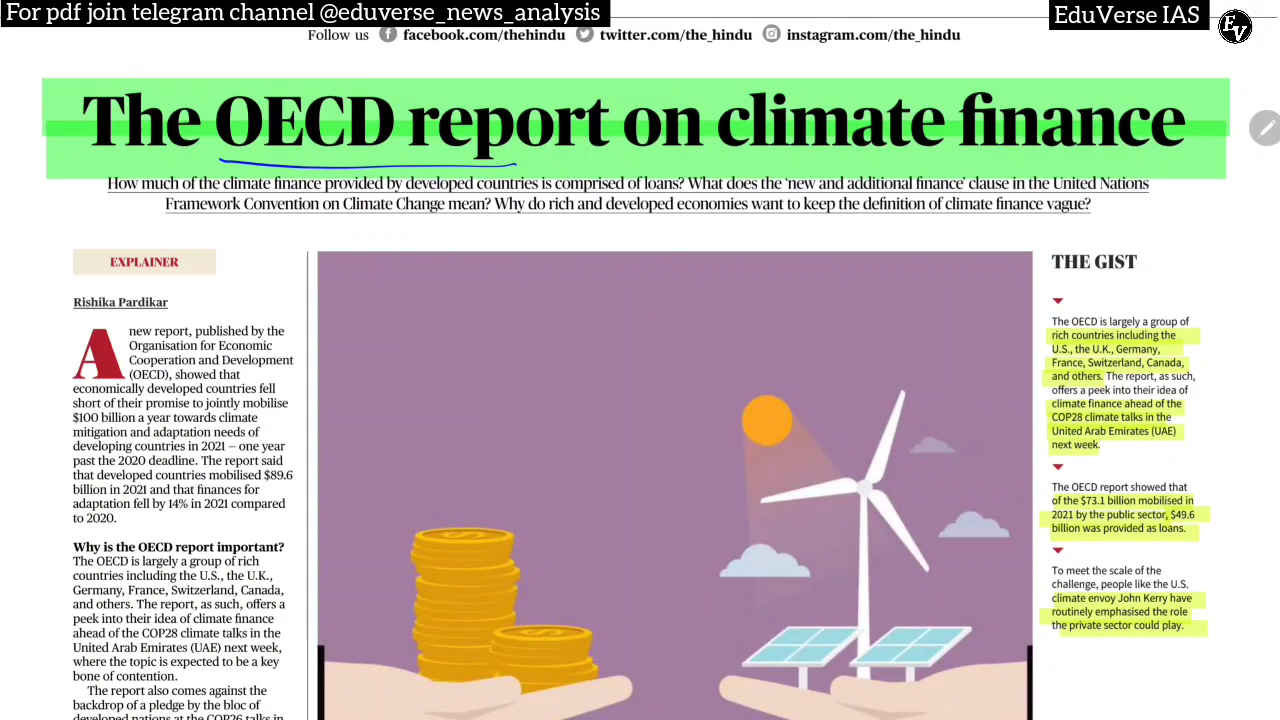 For pdf join telegram channel @eduverse_news_analysis
EduVerse IAS
EV
Follow us facebook.com/thehindu twitter.com/the_hindu instagram.com/the_hindu
The OECD report on climate finance
How much of the climate finance provided by developed countries is comprised of loans? What does the ‘new and additional finance’ clause in the United Nations
Framework Convention on Climate Change mean? Why do rich and developed economies want to keep the definition of climate finance vague?
EXPLAINER
Rishika Pardikar
A new report, published by the
Organisation for Economic
Cooperation and Development
(OECD), showed that
economically developed countries fell
short of their promise to jointly mobilise
$100 billion a year towards climate
mitigation and adaptation needs of
developing countries in 2021 – one year
past the 2020 deadline. The report said
that developed countries mobilised $89.6
billion in 2021 and that finances for
adaptation fell by 14% in 2021 compared
to 2020.
Why is the OECD report important?
The OECD is largely a group of rich
countries including the U.S., the U.K.,
Germany, France, Switzerland, Canada,
and others. The report, as such, offers a
peek into their idea of climate finance
ahead of the COP28 climate talks in the
United Arab Emirates (UAE) next week,
where the topic is expected to be a key
bone of contention.
The report also comes against the
backdrop of a pledge by the bloc of
developed nations at the COP26 talks in
THE GIST
The OECD is largely a group of
rich countries including the
U.S., the U.K., Germany,
France, Switzerland, Canada,
and others. The report, as such,
offers a peek into their idea of
climate finance ahead of the
COP28 climate talks in the
United Arab Emirates (UAE)
next week.
The OECD report showed that
of the $73.1 billion mobilised in
2021 by the public sector, $49.6
billion was provided as loans.
To meet the scale of the
challenge, people like the U.S.
climate envoy John Kerry have
routinely emphasised the role
the private sector could play.